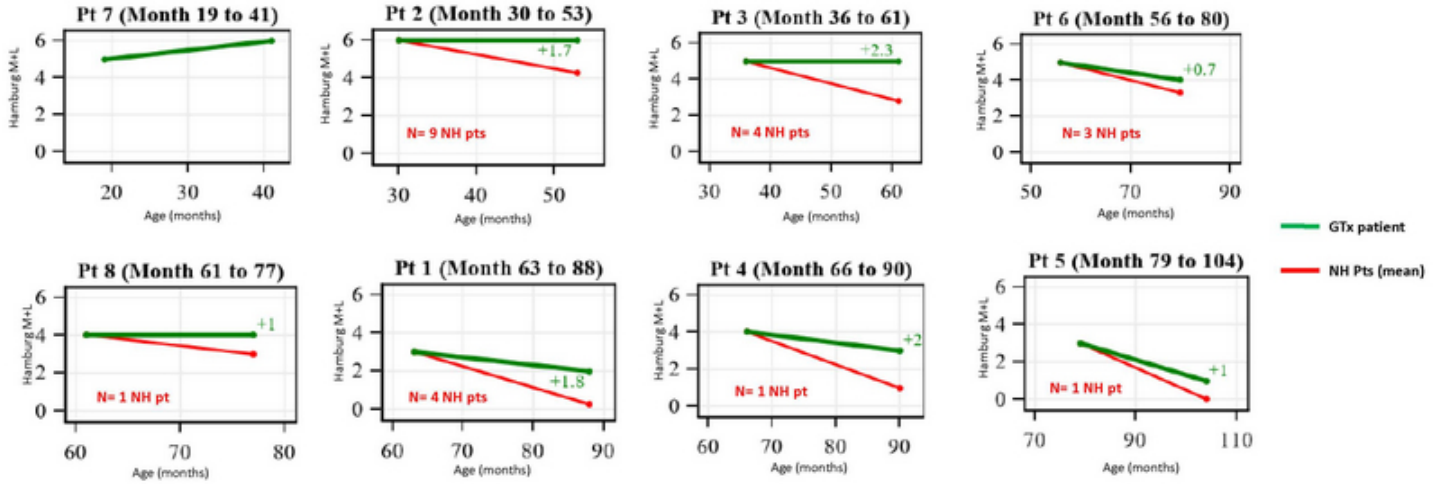 Pt 7 (Month 19 to 41)
Hamburg M+L
6
4
2
0
20
30
40
Age (months)
Pt 2 (Month 30 to 53)
Hamburg M+L
6
4
2
0
+1.7
N= 9 NH pts
30
40
50
Age (months)
Pt 3 (Month 36 to 61)
Hamburg M+L
6
4
2
0
+2.3
N= 4 NH pts
30
40
50
60
Age (months)
Pt 6 (Month 56 to 80)
Hamburg M+L
6
4
2
0
+0.7
N= 3 NH pts
50
70
90
Age (months)
GTx patient
NH Pts (mean)
Pt 8 (Month 61 to 77)
Hamburg M+L
6
4
2
0
+1
N= 1 NH pt
60
70
80
Age (months)
Pt 1 (Month 63 to 88)
Hamburg M+L
6
4
2
0
+1.8
N= 4 NH pts
60
70
80
90
Age (months)
Pt 4 (Month 66 to 90)
Hamburg M+L
6
4
2
0
+2
N= 1 NH pt
60
70
80
90
Age (months)
Pt 5 (Month 79 to 104)
Hamburg M+L
6
4
2
0
+1
N= 1 NH pt
70
90
110
Age (months)